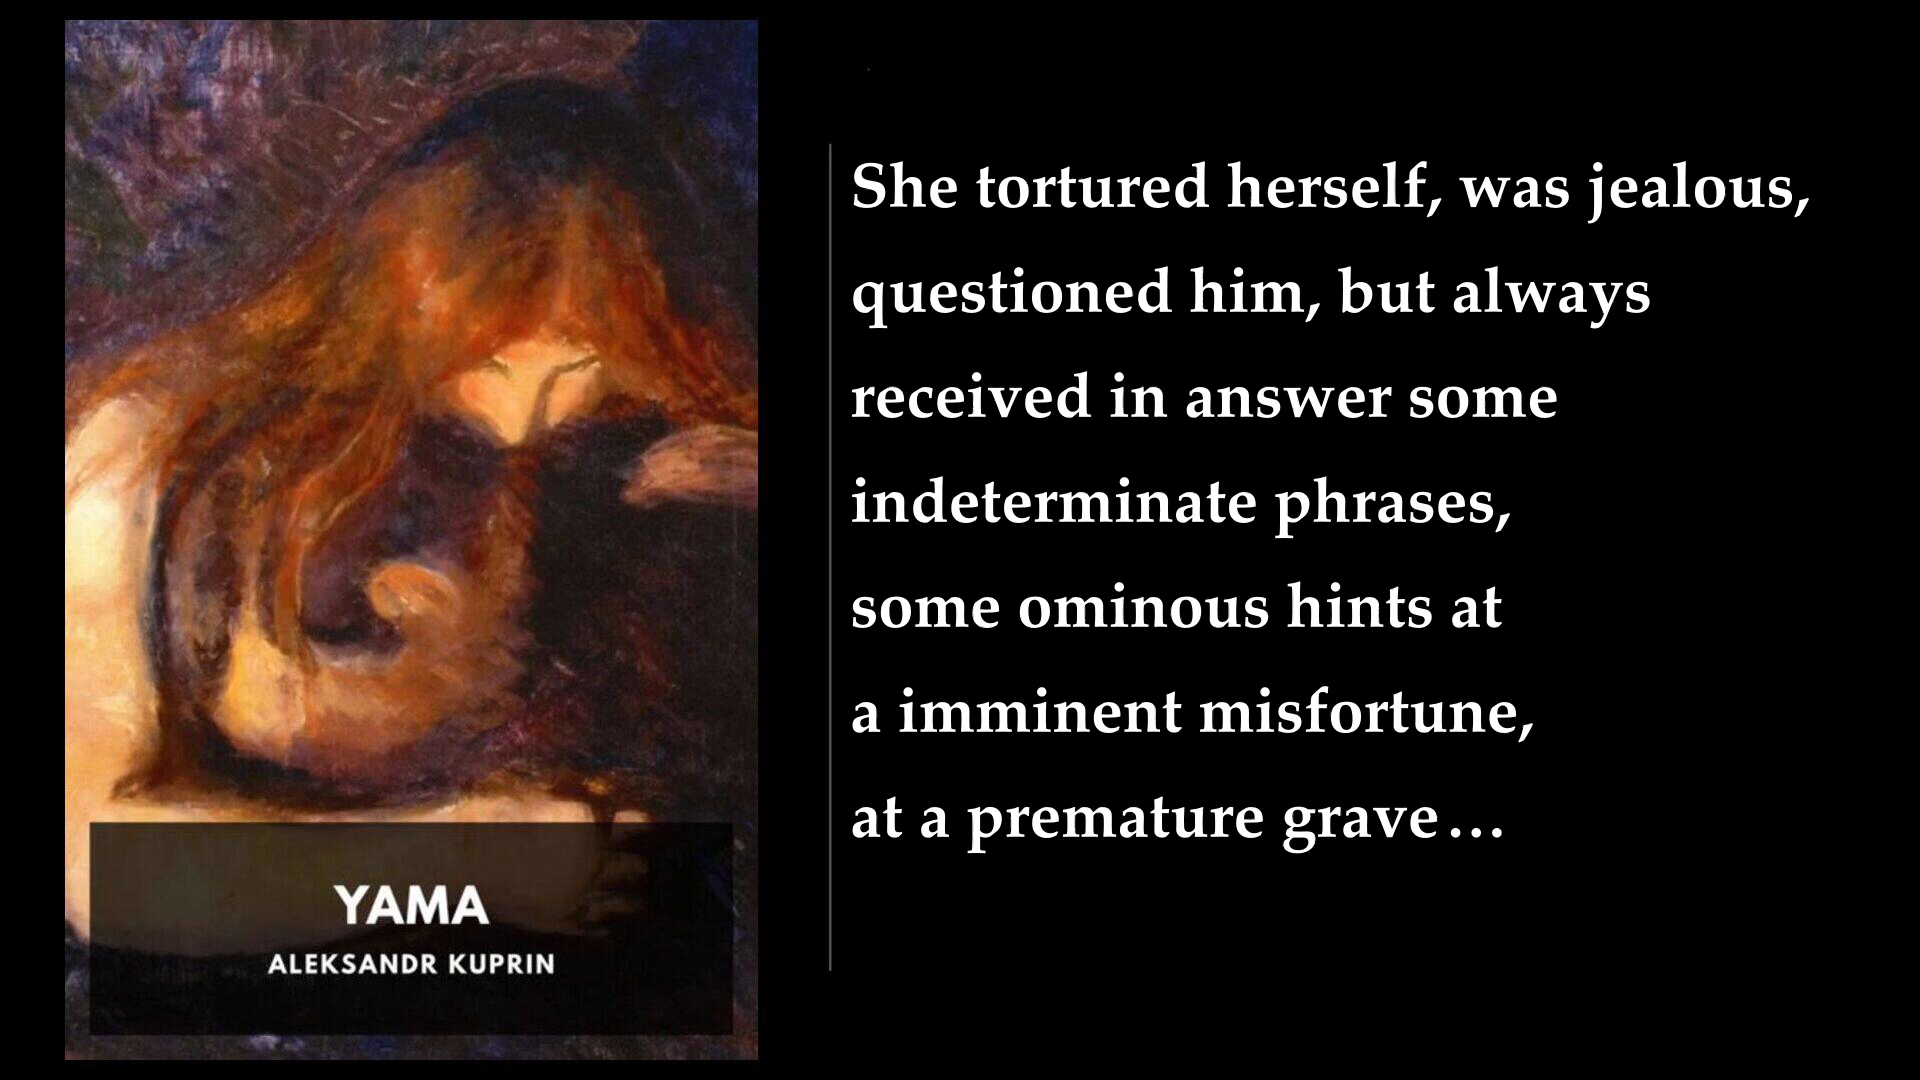 She tortured herself, was jealous,
questioned him, but always
received in answer some
indeterminate phrases,
some ominous hints at
a imminent misfortune,
at a premature grave…
YAMA
ALEKSANDR KUPRIN